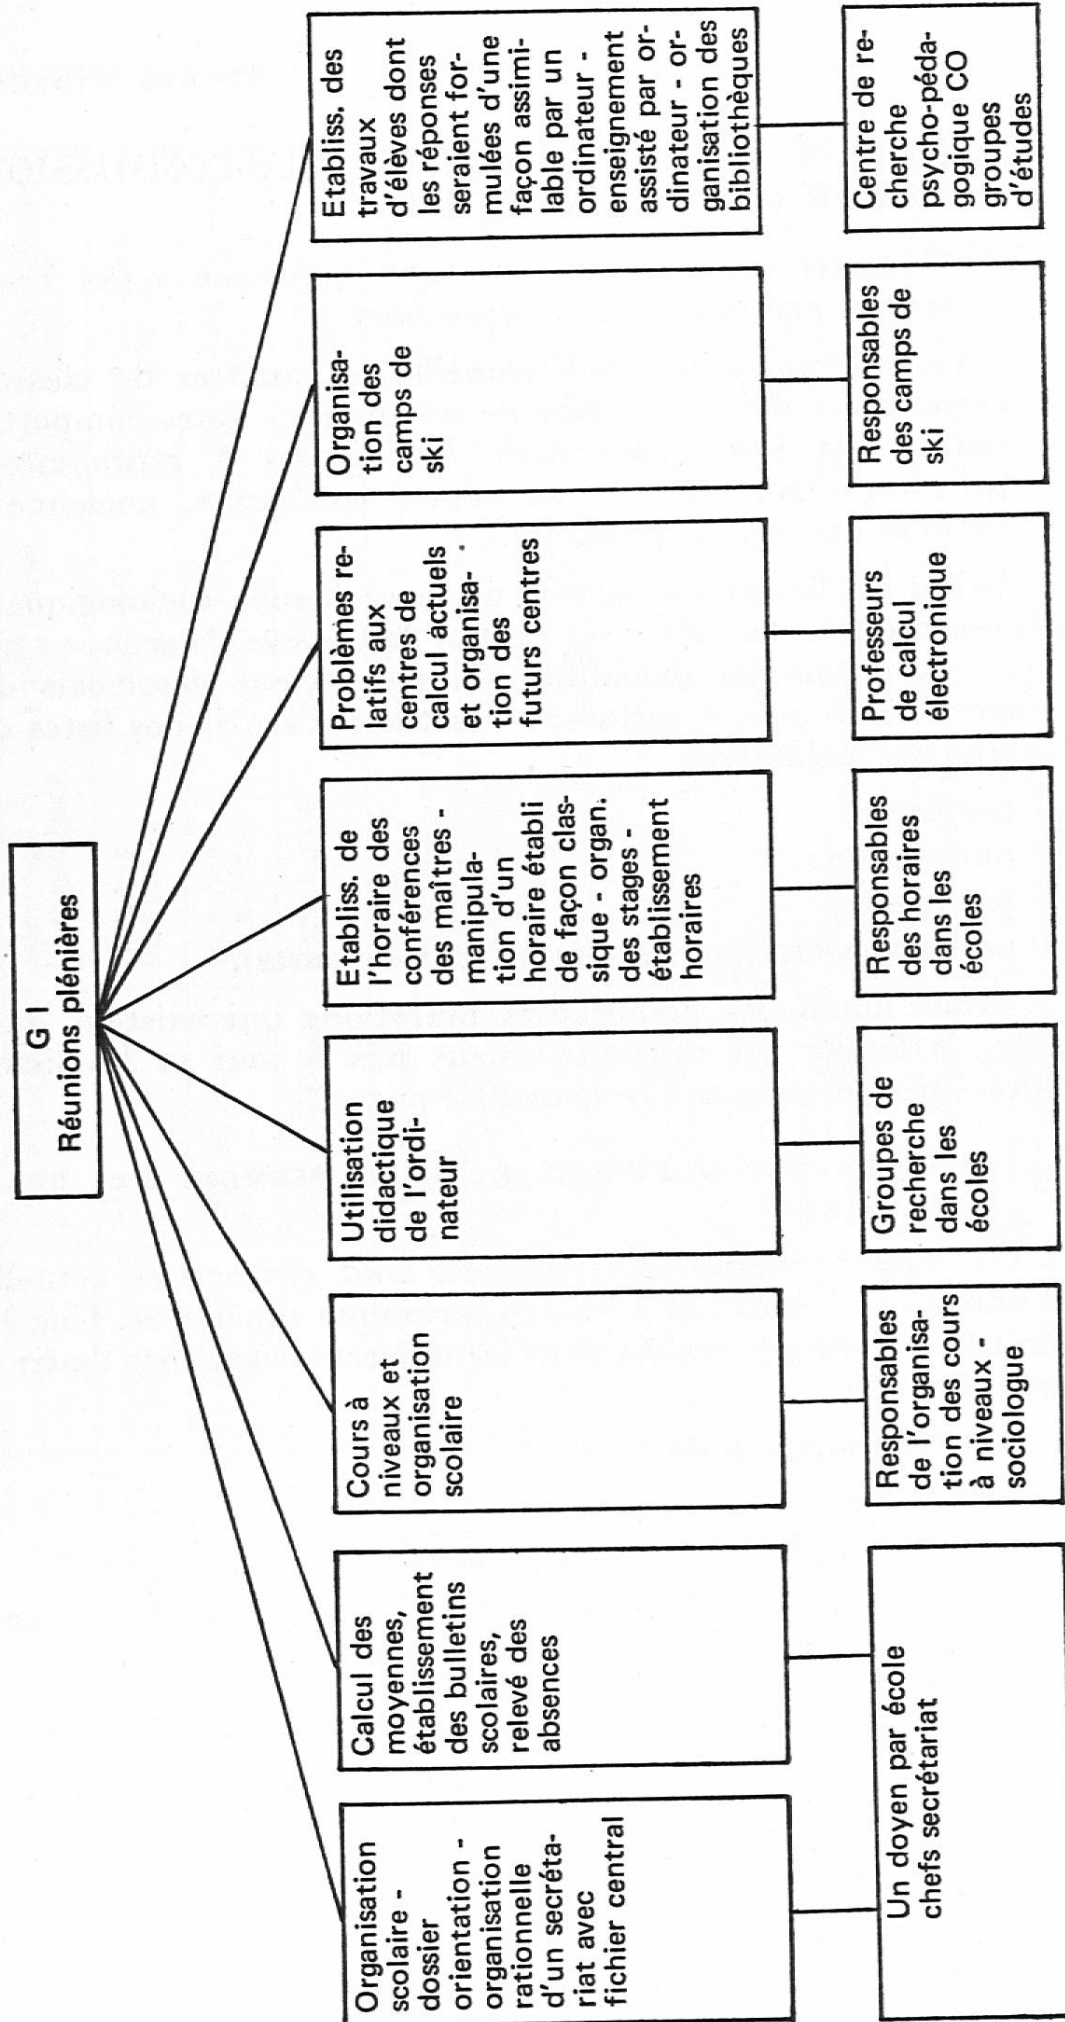 G I
Réunions plénières
Organisation
scolaire -
dossier
orientation -
organisation
rationnelle
d'un secréta-
riat avec
fichier central
Calcul des
moyennes,
établissement
des bulletins
scolaires,
relevé des
absences
Cours à
niveaux et
organisation
scolaire
Utilisation
didactique
de l'ordi-
nateur
Etabliss. de
l'horaire des
conférences
des maîtres -
manipula-
tion d'un
horaire établi
de façon clas-
sique - organ.
des stages -
établissement
horaires
Problèmes re-
latifs aux
centres de
calcul actuels
et organisa-
tion des
futurs centres
Organisa-
tion des
camps de
ski
Etabliss. des
travaux
d'élèves dont
les réponses
seraient for-
mulées d'une
façon assimi-
lable par un
ordinateur -
enseignement
assisté par or-
dinateur - or-
ganisation des
bibliothèques
Un doyen par école
chefs secrétariat
Responsables
de l'organisa-
tion des cours
à niveaux -
sociologue
Groupes de
recherche
dans les
écoles
Responsables
des horaires
dans les
écoles
Professeurs
de calcul
électronique
Responsables
des camps de
ski
Centre de re-
cherche
psycho-péda-
gogique CO
groupes
d'études